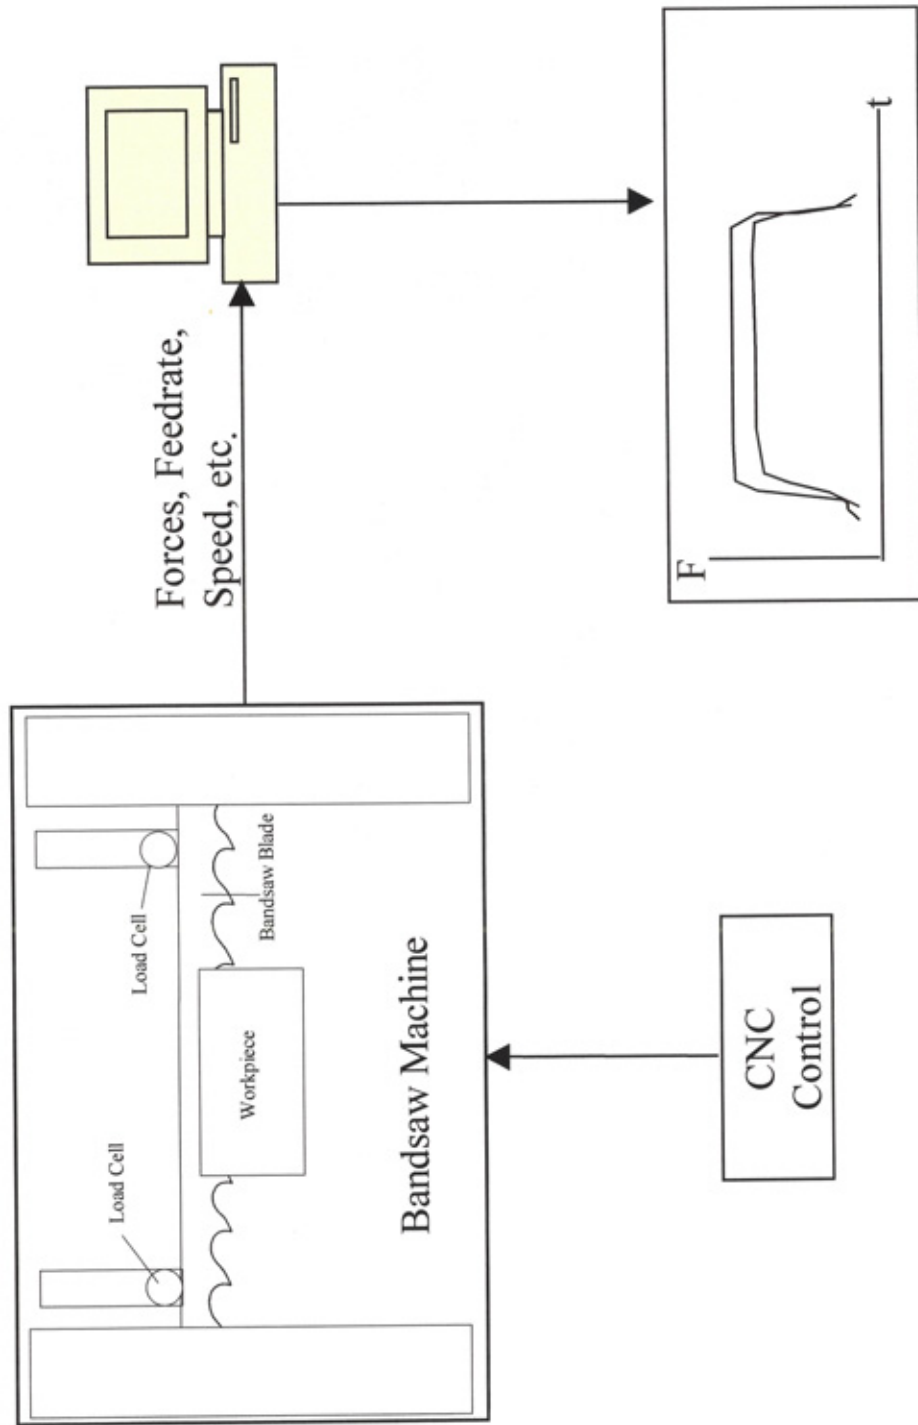 Load Cell
Load Cell
Workpiece
Bandsaw Blade
Bandsaw Machine
CNC
Control
Forces, Feedrate,
Speed, etc.
F
t